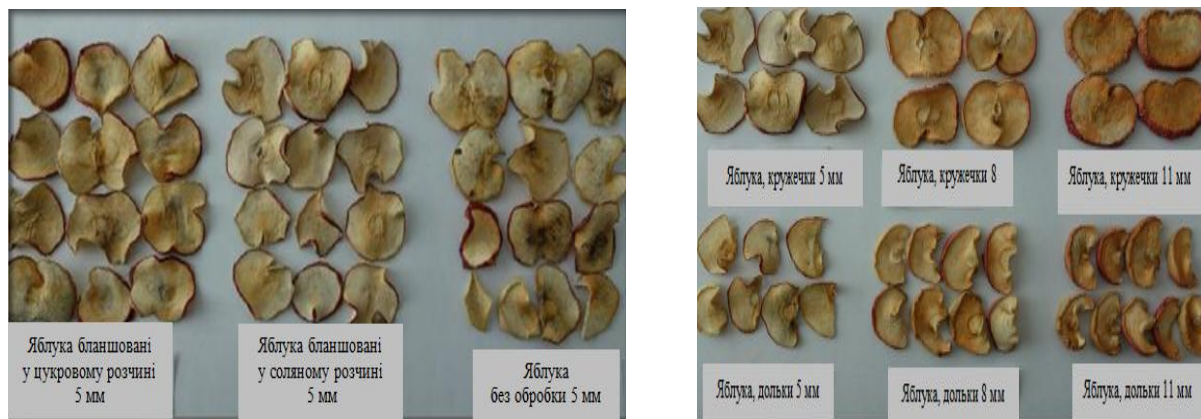 Яблука бланшовані
у цукровому розчині
5 мм
Яблука бланшовані
у соляному розчині
5 мм
Яблука
без обробки 5 мм
Яблука, кружечки 5 мм
Яблука, кружечки 8
Яблука, кружечки 11 мм
Яблука, дольки 5 мм
Яблука, дольки 8 мм
Яблука, дольки 11 мм